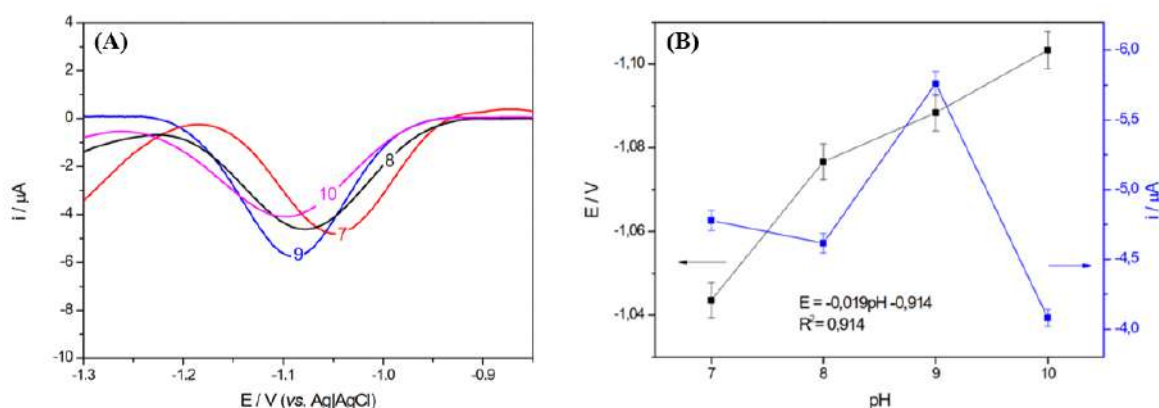 (A)
4
2
0
-2
-4
-6
-8
-10
i / µA
10
8
7
9
-1.3 -1.2 -1.1 -1.0 -0.9
E / V (vs. Ag|AgCl)
(B)
-1,10
-1,08
-1,06
-1,04
E / V
E = -0,019pH -0,914
R²= 0,914
7 8 9 10
pH
-6,0
-5,5
-5,0
-4,5
-4,0
i / µA